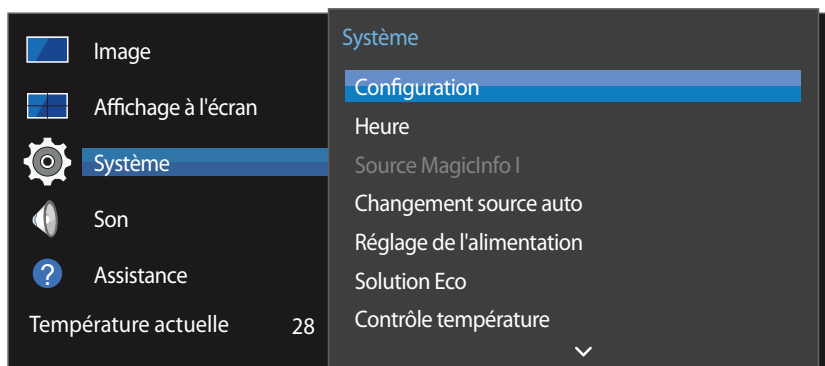 Image
Affichage à l'écran
Système
Son
? Assistance
Température actuelle 28
Système
Configuration
Heure
Source MagicInfo I
Changement source auto
Réglage de l'alimentation
Solution Eco
Contrôle température